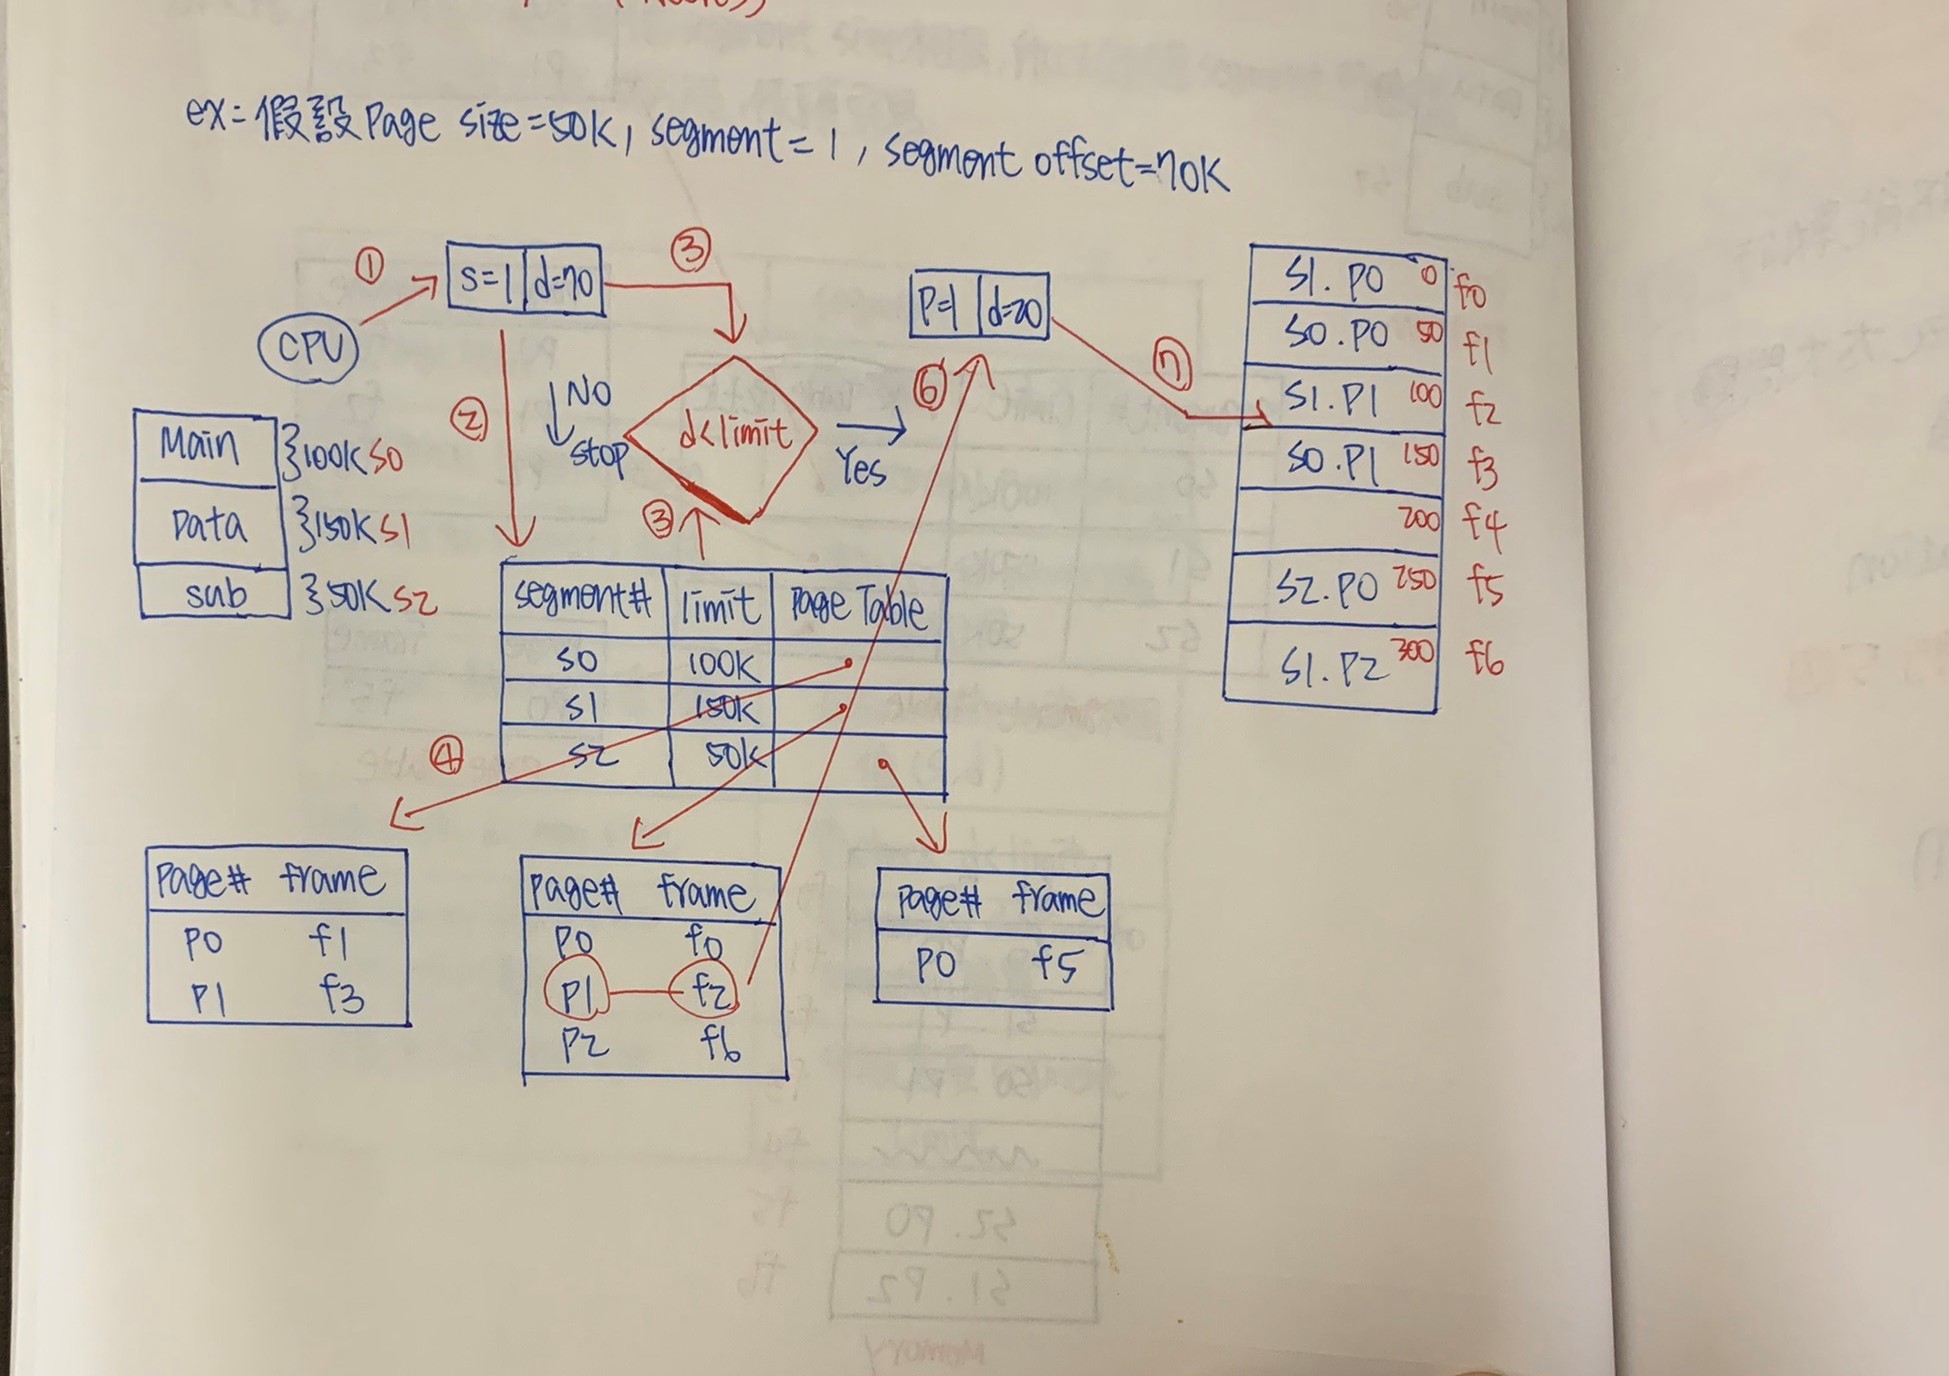 ex=假設Page size=50K, segment=1, segment offset=70K
①
s=1 d=70
③
CPU
②
NO
stop
d<limit
Yes
③
⑥
P=1 d=20
⑦
S1.P0 0 f0
S0.P0 50 f1
S1.P1 100 f2
S0.P1 150 f3
200 f4
S2.P0 250 f5
S1.P2 300 f6
Main }100K S0
Data }150K S1
sub }50K S2
segment# limit Page Table
S0 100K
S1 150K
S2 50K
④
Page# frame
P0 f1
P1 f3
Page# frame
P0 f0
P1 f2
P2 f6
Page# frame
P0 f5